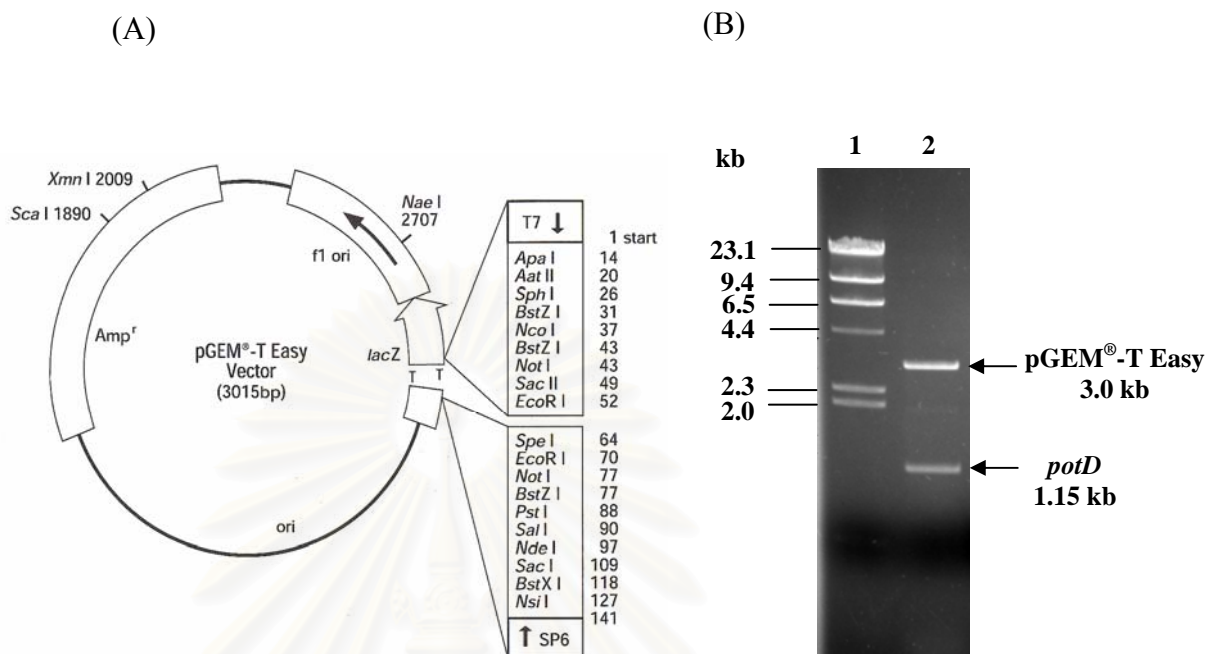 (A)
(B)
Xmn I 2009
Sca I 1890
Nae I
2707
f1 ori
Ampʳ
pGEM®-T Easy
Vector
(3015bp)
lacZ
T T
ori
T7 ↓
1 start
Apa I 14
Aat II 20
Sph I 26
BstZ I 31
Nco I 37
BstZ I 43
Not I 43
Sac II 49
EcoR I 52
Spe I 64
EcoR I 70
Not I 77
BstZ I 77
Pst I 88
Sal I 90
Nde I 97
Sac I 109
BstX I 118
Nsi I 127
141
↑ SP6
kb
1 2
23.1
9.4
6.5
4.4
2.3
2.0
pGEM®-T Easy
3.0 kb
potD
1.15 kb